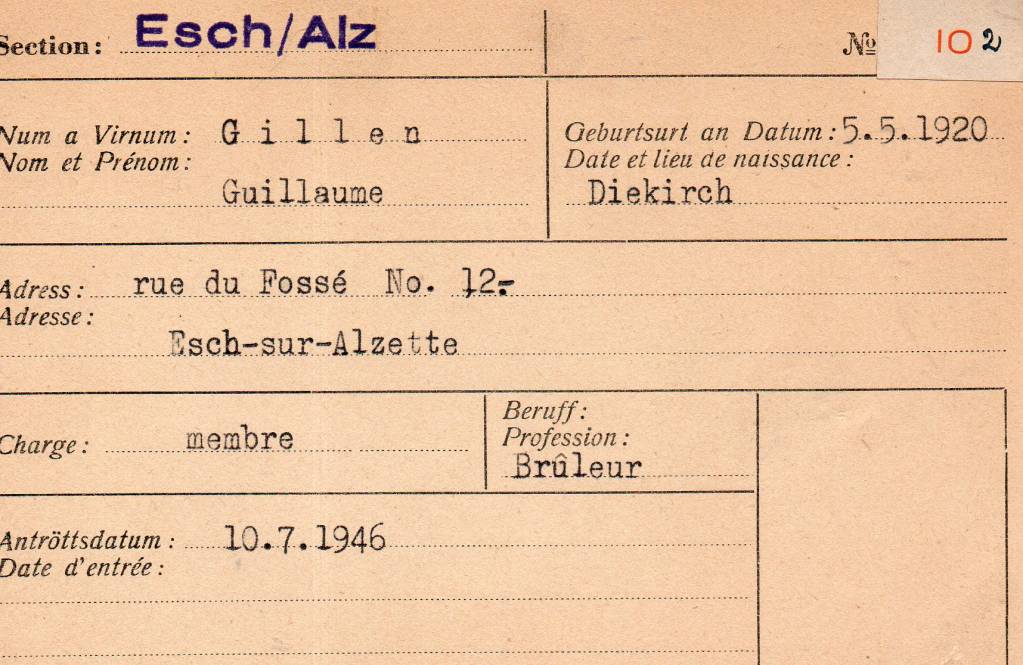 Section: Esch/Alz № 102
Num a Virnum: Gillen
Nom et Prénom:
Guillaume
Geburtsurt an Datum: 5.5.1920
Date et lieu de naissance:
Diekirch
Adress: rue du Fossé No. 12.-
Adresse:
Esch-sur-Alzette
Charge: membre
Beruff:
Profession:
Brûleur
Antröttsdatum: 10.7.1946
Date d'entrée: